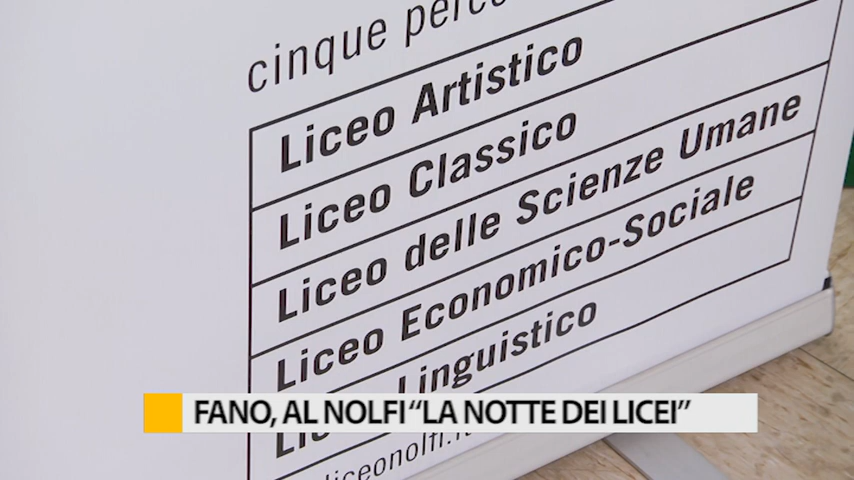 cinque
Liceo Artistico
Liceo Classico
Liceo delle Scienze Umane
Liceo Economico-Sociale
Linguistico
FANO, AL NOLFI “LA NOTTE DEI LICEI”
liceonolfi.it